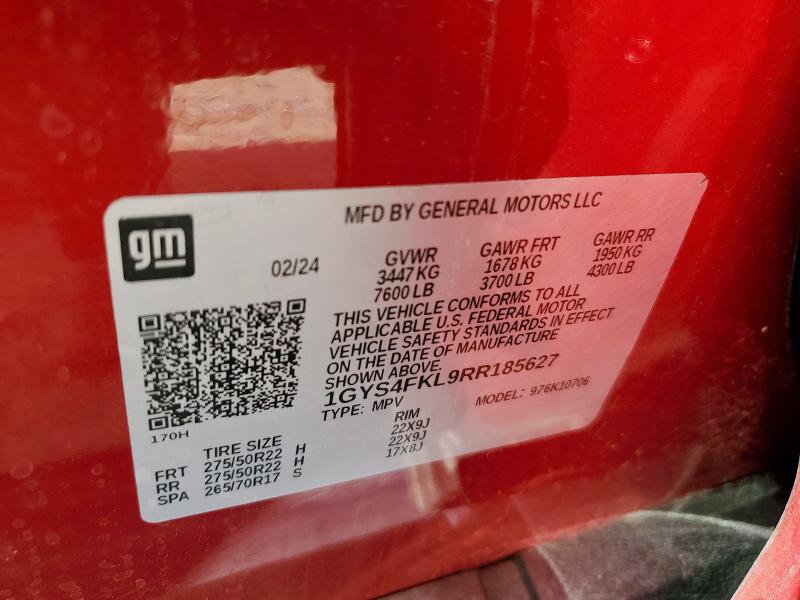 gm
MFD BY GENERAL MOTORS LLC
02/24
GVWR
3447 KG
7600 LB
GAWR FRT
1678 KG
3700 LB
GAWR RR
1950 KG
4300 LB
THIS VEHICLE CONFORMS TO ALL
APPLICABLE U.S. FEDERAL MOTOR
VEHICLE SAFETY STANDARDS IN EFFECT
ON THE DATE OF MANUFACTURE
SHOWN ABOVE.
1GYS4FKL9RR185627
TYPE: MPV
MODEL: 976K10706
170H
TIRE SIZE RIM
FRT 275/50R22 H 22X9J
RR 275/50R22 H 22X9J
SPA 265/70R17 S 17X8J